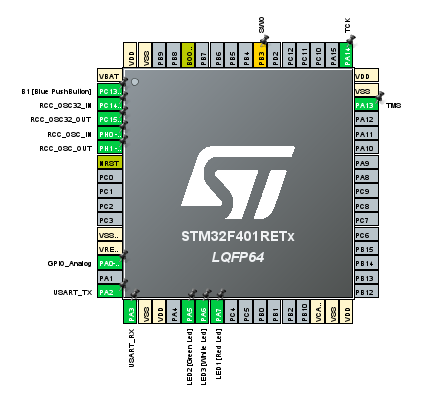 SWO
TCK
VDD
VSS
PB9
PB8
BOO..
PB7
PB6
PB5
PB4
PB3
PD2
PC12
PC11
PC10
PA15
PA14
VBAT
B1 [Blue PushButton] PC13..
RCC_OSC32_IN PC14..
RCC_OSC32_OUT PC15..
RCC_OSC_IN PH0-..
RCC_OSC_OUT PH1-..
NRST
PC0
PC1
PC2
PC3
VSS..
VRE..
GPIO_Analog PA0-..
PA1
USART_TX PA2
ST
STM32F401RETx
LQFP64
VDD
VSS
PA13 TMS
PA12
PA11
PA10
PA9
PA8
PC9
PC8
PC7
PC6
PB15
PB14
PB13
PB12
PA3
VSS
VDD
PA4
PA5
PA6
PA7
PC4
PC5
PB0
PB1
PB2
PB10
VCA..
VSS
VDD
USART_RX
LED2 [Green Led]
LED3 [White Led]
LED1 [Red Led]